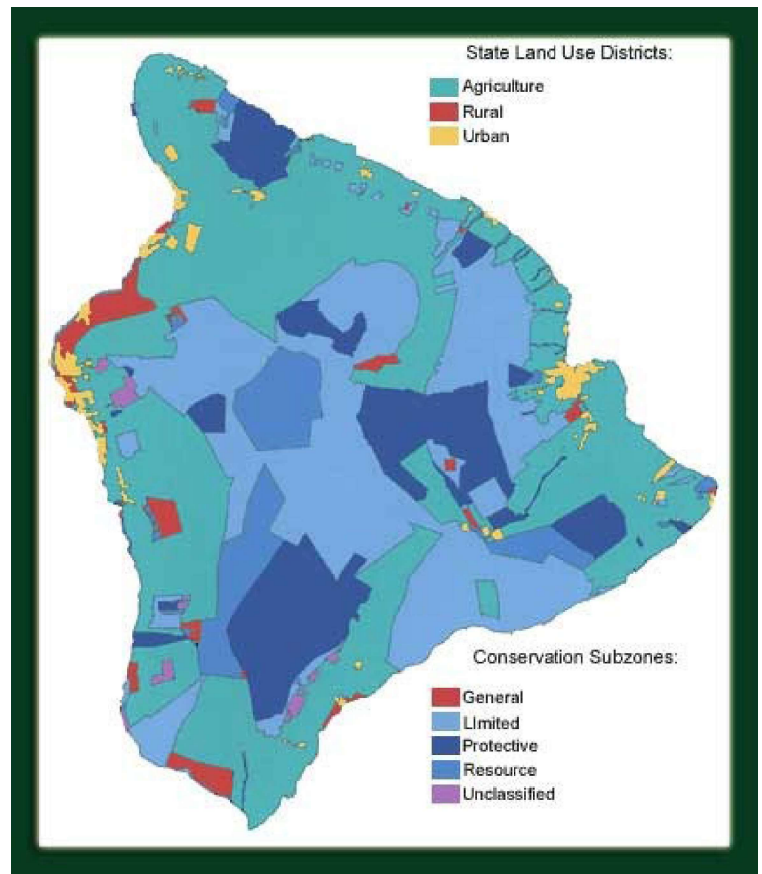 State Land Use Districts:
Agriculture
Rural
Urban
Conservation Subzones:
General
LImited
Protective
Resource
Unclassified